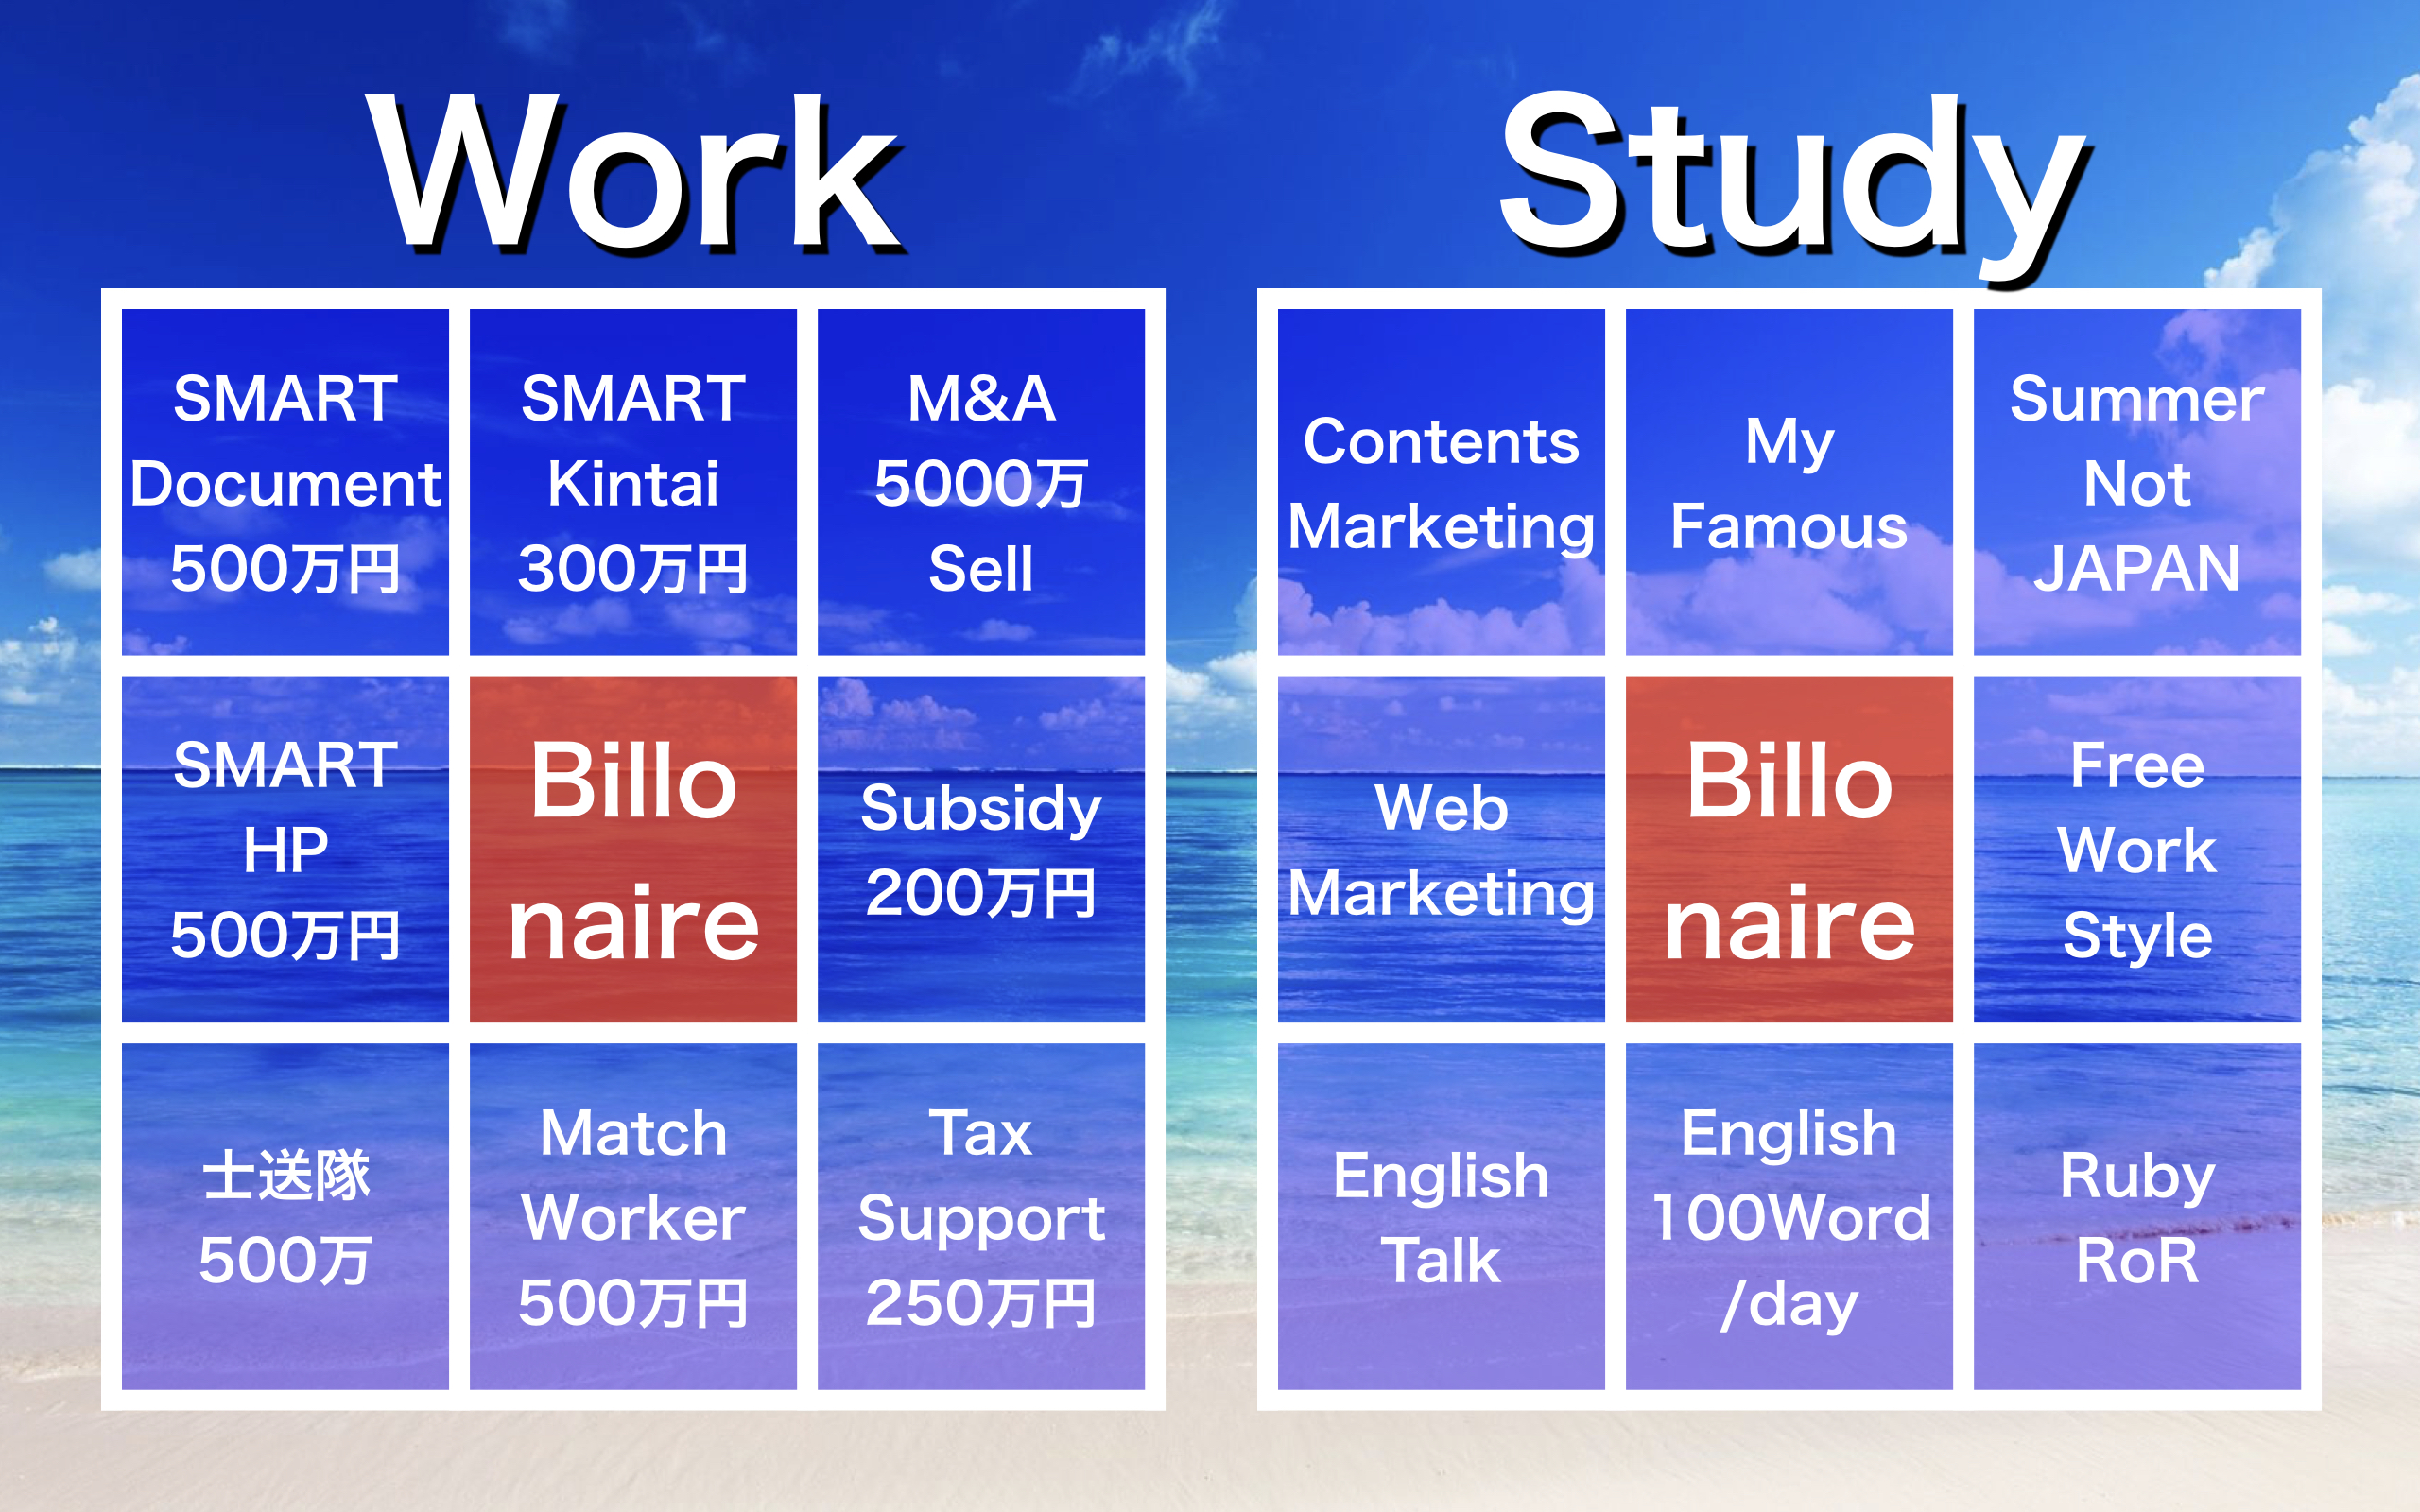 Work
SMART
Document
500万円
SMART
Kintai
300万円
M&A
5000万
Sell
SMART
HP
500万円
Billo
naire
Subsidy
200万円
士送隊
500万
Match
Worker
500万円
Tax
Support
250万円
Study
Contents
Marketing
My
Famous
Summer
Not
JAPAN
Web
Marketing
Billo
naire
Free
Work
Style
English
Talk
English
100Word
/day
Ruby
RoR